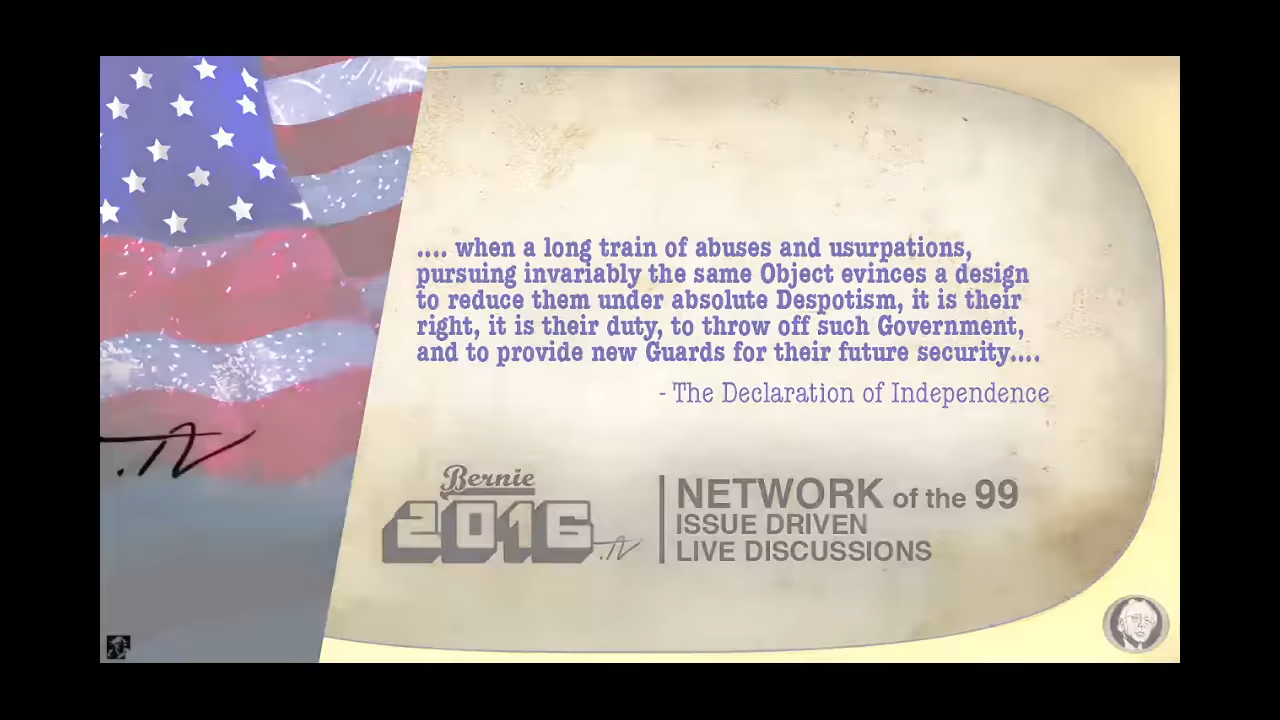 .... when a long train of abuses and usurpations,
pursuing invariably the same Object evinces a design
to reduce them under absolute Despotism, it is their
right, it is their duty, to throw off such Government,
and to provide new Guards for their future security....
- The Declaration of Independence
Bernie
2016
.TV
NETWORK of the 99
ISSUE DRIVEN
LIVE DISCUSSIONS
.TV